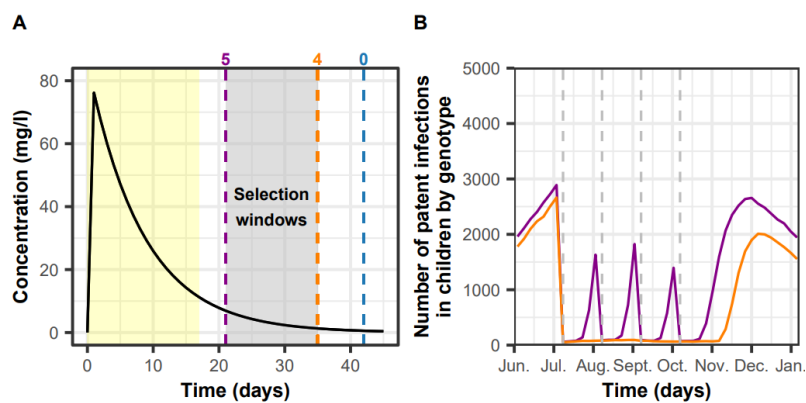 A
5 4 0
80
60
40
20
0
Concentration (mg/l)
Selection
windows
0 10 20 30 40
Time (days)
B
5000
4000
3000
2000
1000
0
Number of patent infections
in children by genotype
Jun. Jul. Aug. Sept. Oct. Nov. Dec. Jan.
Time (days)